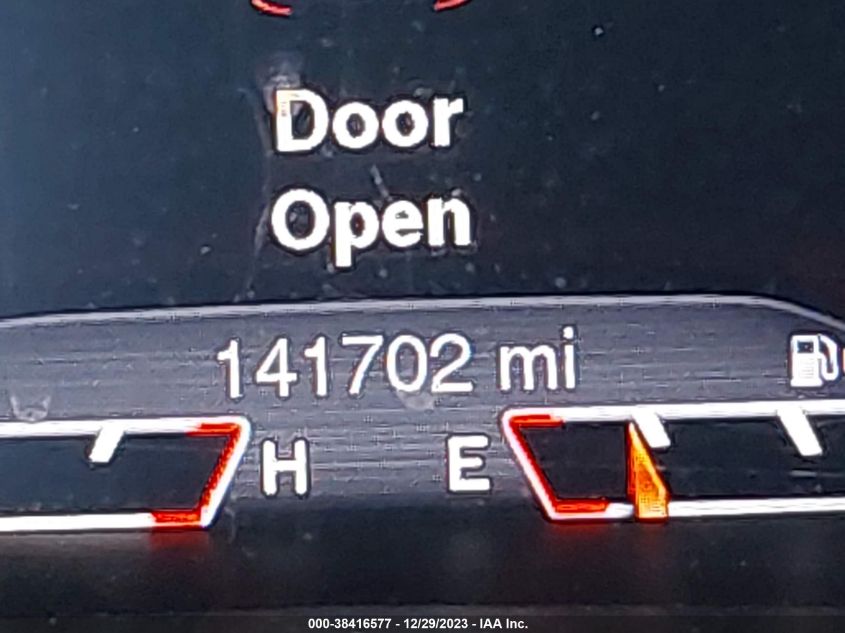 Door
Open
141702 mi
H E
000-38416577 - 12/29/2023 - IAA Inc.